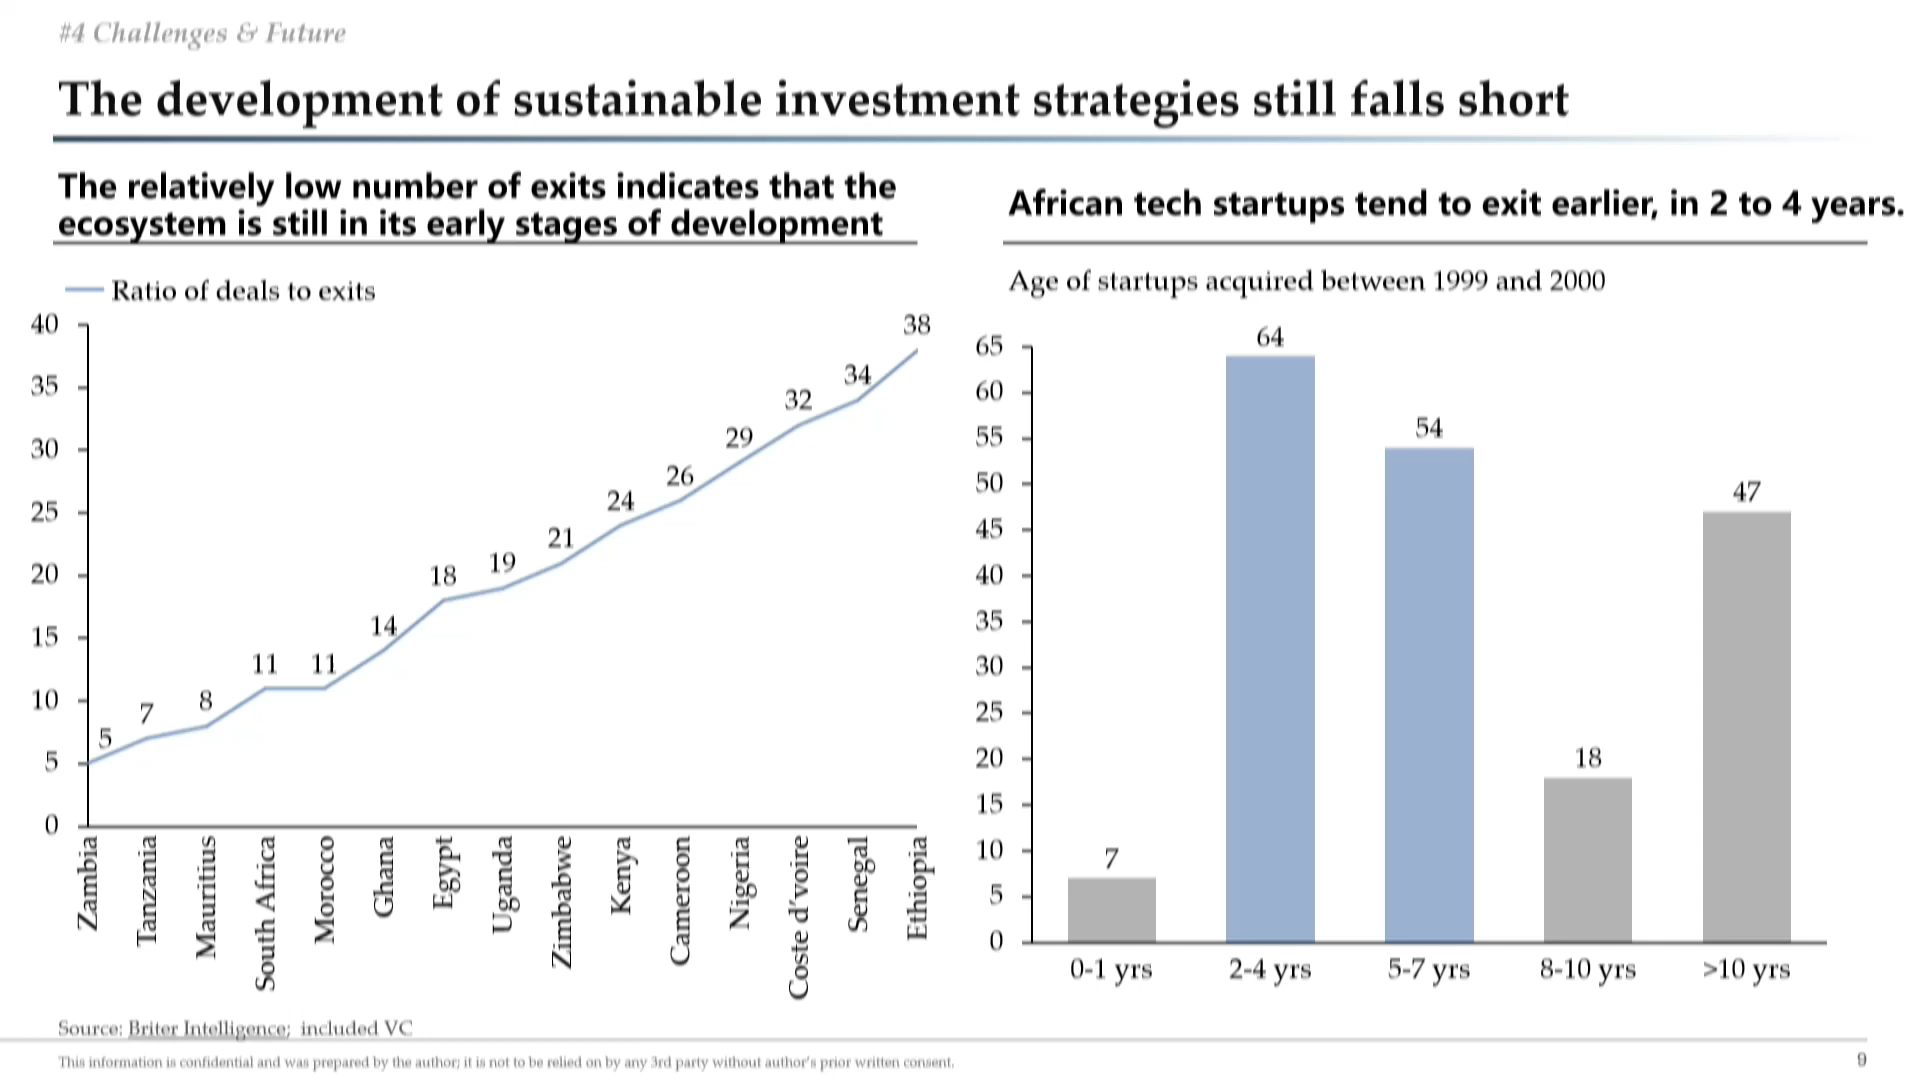 #4 Challenges & Future
The development of sustainable investment strategies still falls short
The relatively low number of exits indicates that the
ecosystem is still in its early stages of development
Ratio of deals to exits
40
35
30
25
20
15
10
5
0
5
7
8
11
11
14
18
19
21
24
26
29
32
34
38
Zambia
Tanzania
Mauritius
South Africa
Morocco
Ghana
Egypt
Uganda
Zimbabwe
Kenya
Cameroon
Nigeria
Coste d'voire
Senegal
Ethiopia
African tech startups tend to exit earlier, in 2 to 4 years.
Age of startups acquired between 1999 and 2000
65
60
55
50
45
40
35
30
25
20
15
10
5
0
7
64
54
18
47
0-1 yrs
2-4 yrs
5-7 yrs
8-10 yrs
>10 yrs
Source: Briter Intelligence; included VC
This information is confidential and was prepared by the author; it is not to be relied on by any 3rd party without author's prior written consent.
9